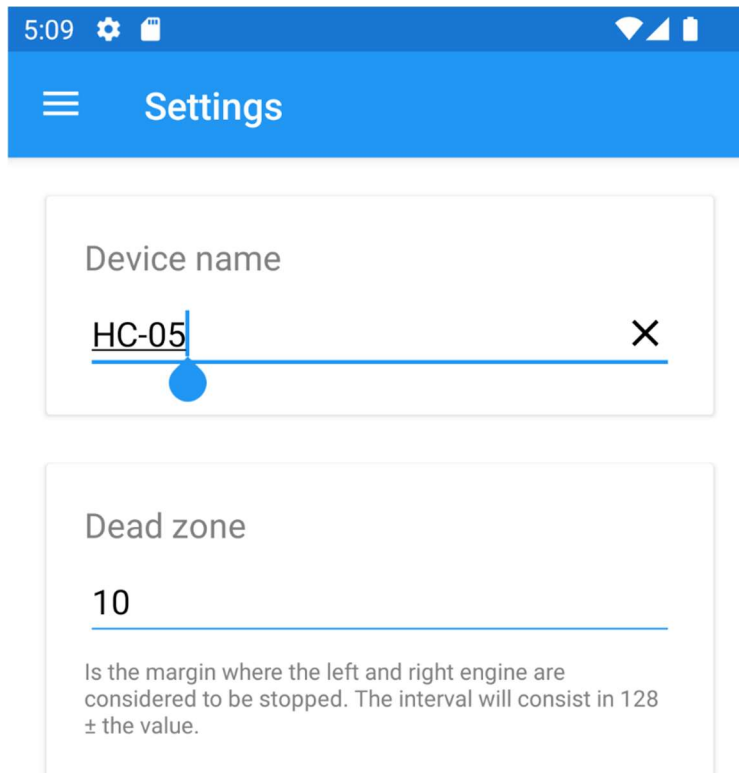 5:09
Settings
Device name
HC-05
Dead zone
10
Is the margin where the left and right engine are
considered to be stopped. The interval will consist in 128
± the value.